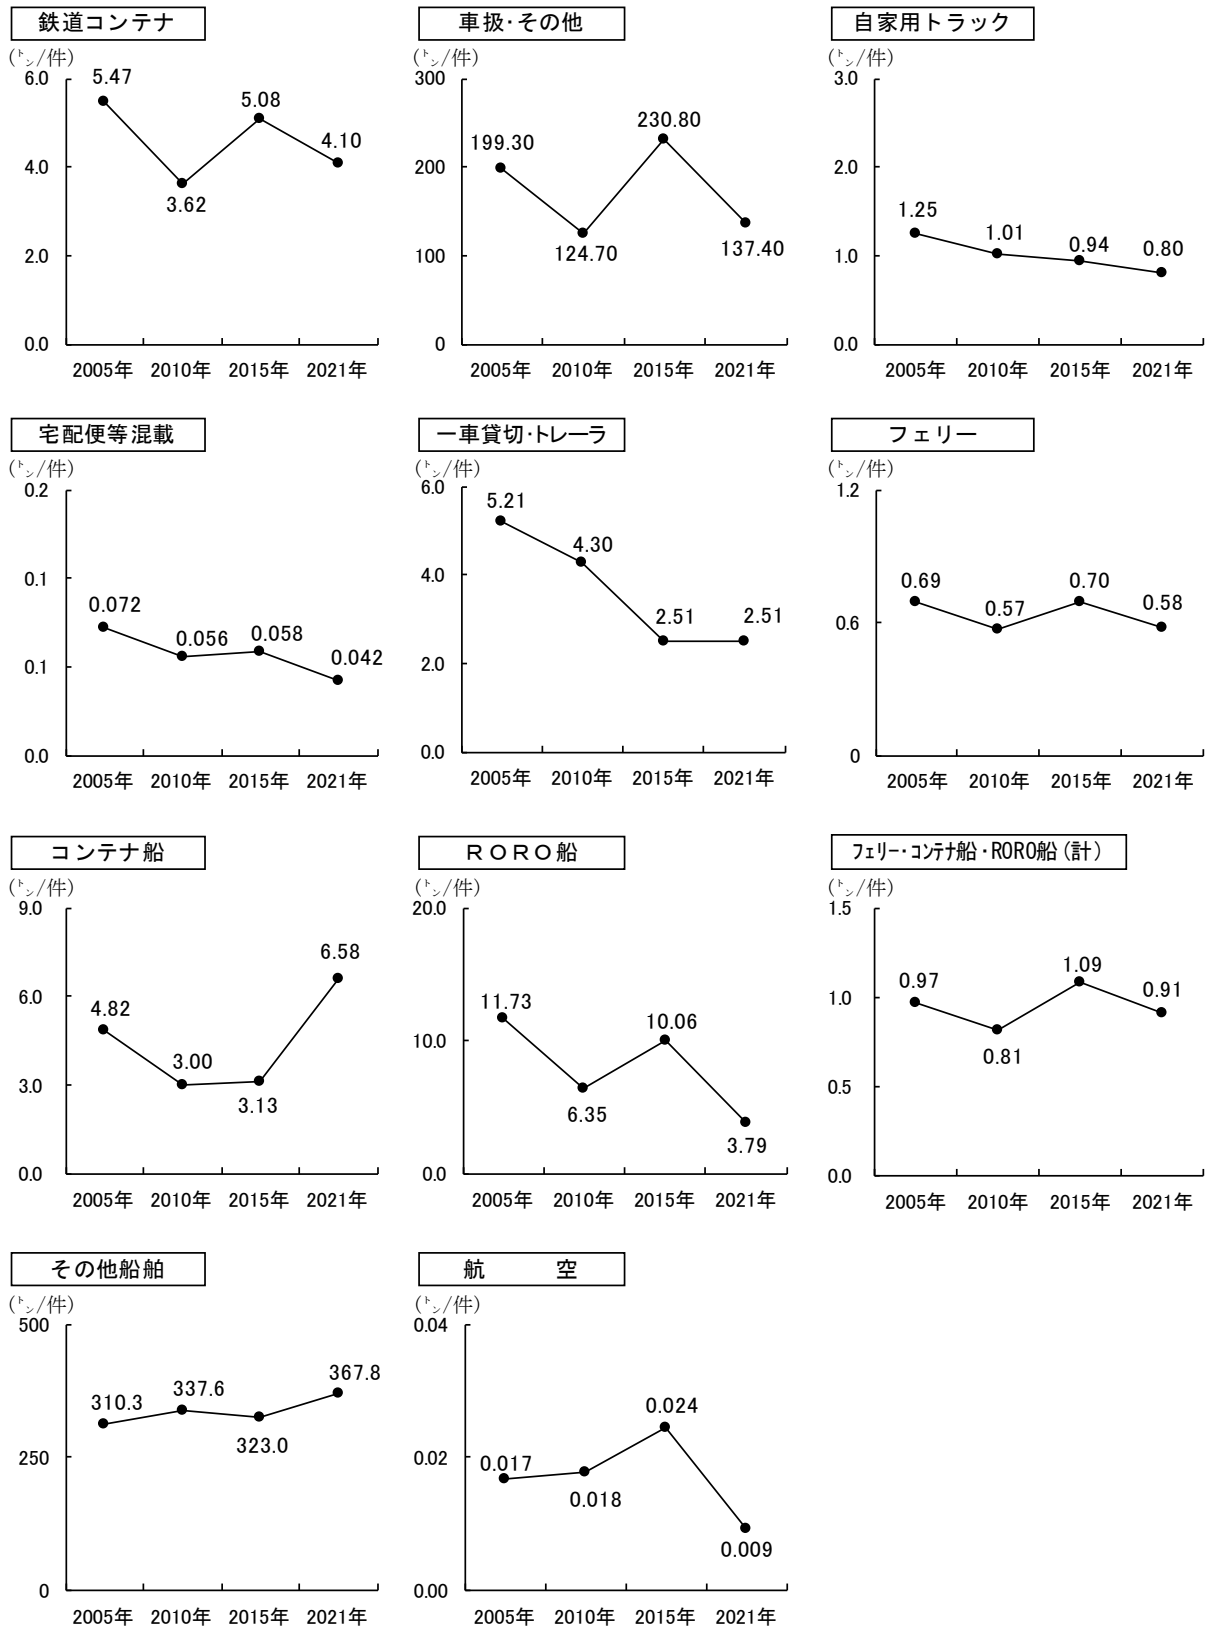 鉄道コンテナ
(㌧/件)
6.0
4.0
2.0
0.0
5.47
3.62
5.08
4.10
2005年 2010年 2015年 2021年
車扱・その他
(㌧/件)
300
200
100
0
199.30
124.70
230.80
137.40
2005年 2010年 2015年 2021年
自家用トラック
(㌧/件)
3.0
2.0
1.0
0.0
1.25
1.01
0.94
0.80
2005年 2010年 2015年 2021年
宅配便等混載
(㌧/件)
0.2
0.1
0.1
0.0
0.072
0.056
0.058
0.042
2005年 2010年 2015年 2021年
一車貸切・トレーラ
(㌧/件)
6.0
4.0
2.0
0.0
5.21
4.30
2.51
2.51
2005年 2010年 2015年 2021年
フェリー
(㌧/件)
1.2
0.6
0
0.69
0.57
0.70
0.58
2005年 2010年 2015年 2021年
コンテナ船
(㌧/件)
9.0
6.0
3.0
0.0
4.82
3.00
3.13
6.58
2005年 2010年 2015年 2021年
ＲＯＲＯ船
(㌧/件)
20.0
10.0
0.0
11.73
6.35
10.06
3.79
2005年 2010年 2015年 2021年
ﾌｪﾘｰ・ｺﾝﾃﾅ船・RORO船（計）
(㌧/件)
1.5
1.0
0.5
0.0
0.97
0.81
1.09
0.91
2005年 2010年 2015年 2021年
その他船舶
(㌧/件)
500
250
0
310.3
337.6
323.0
367.8
2005年 2010年 2015年 2021年
航　　空
(㌧/件)
0.04
0.02
0.00
0.017
0.018
0.024
0.009
2005年 2010年 2015年 2021年